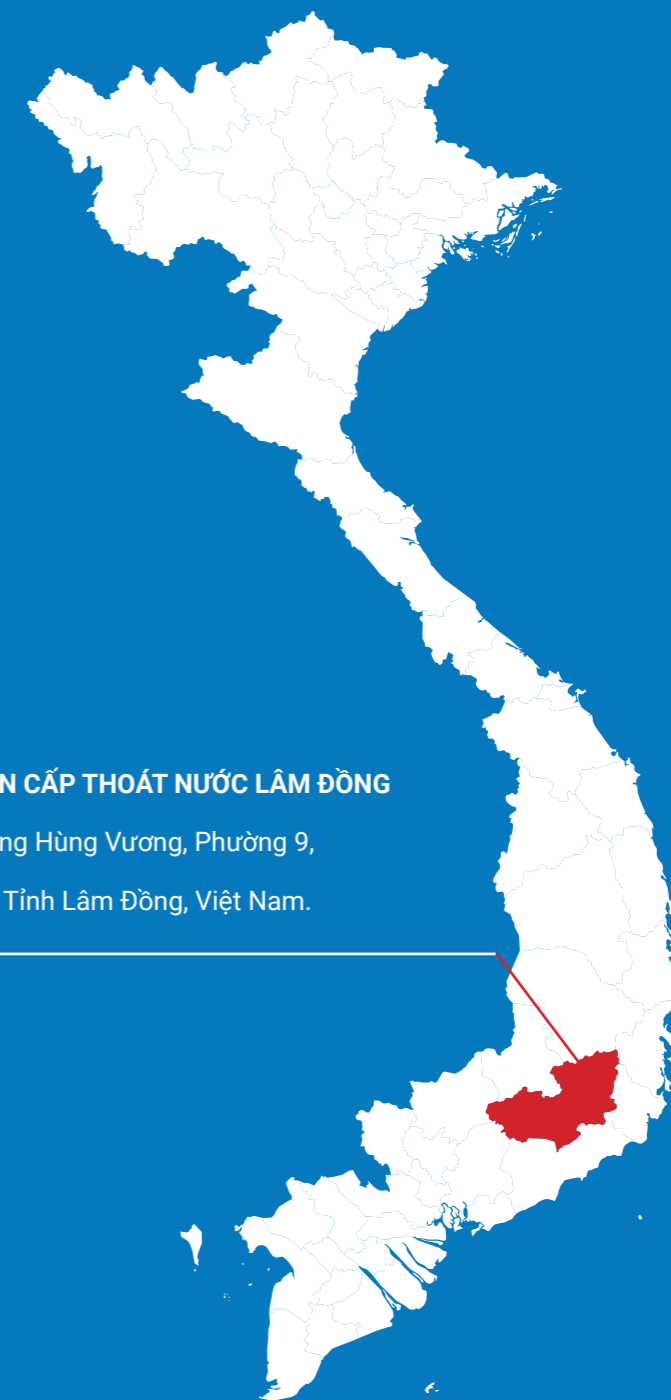 N CẤP THOÁT NƯỚC LÂM ĐỒNG
ng Hùng Vương, Phường 9,
Tỉnh Lâm Đồng, Việt Nam.